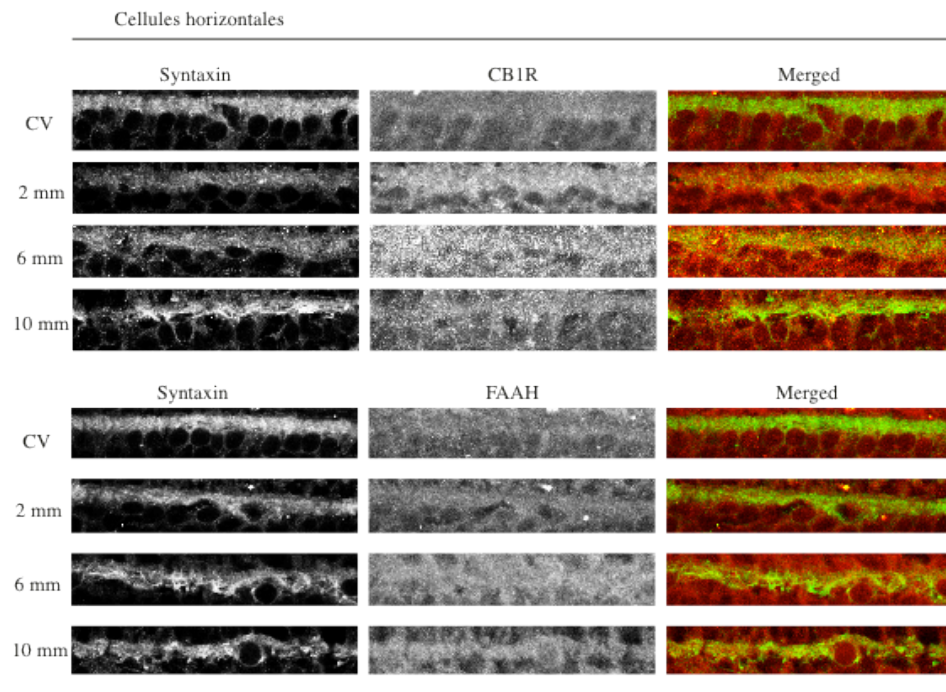 Cellules horizontales
Syntaxin CB1R Merged
CV
2 mm
6 mm
10 mm
Syntaxin FAAH Merged
CV
2 mm
6 mm
10 mm